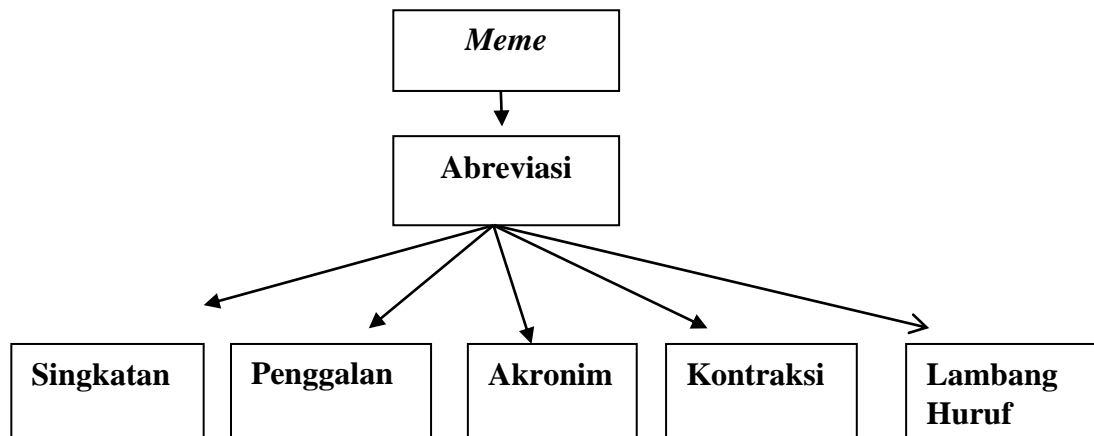 Meme
Abreviasi
Singkatan
Penggalan
Akronim
Kontraksi
Lambang
Huruf